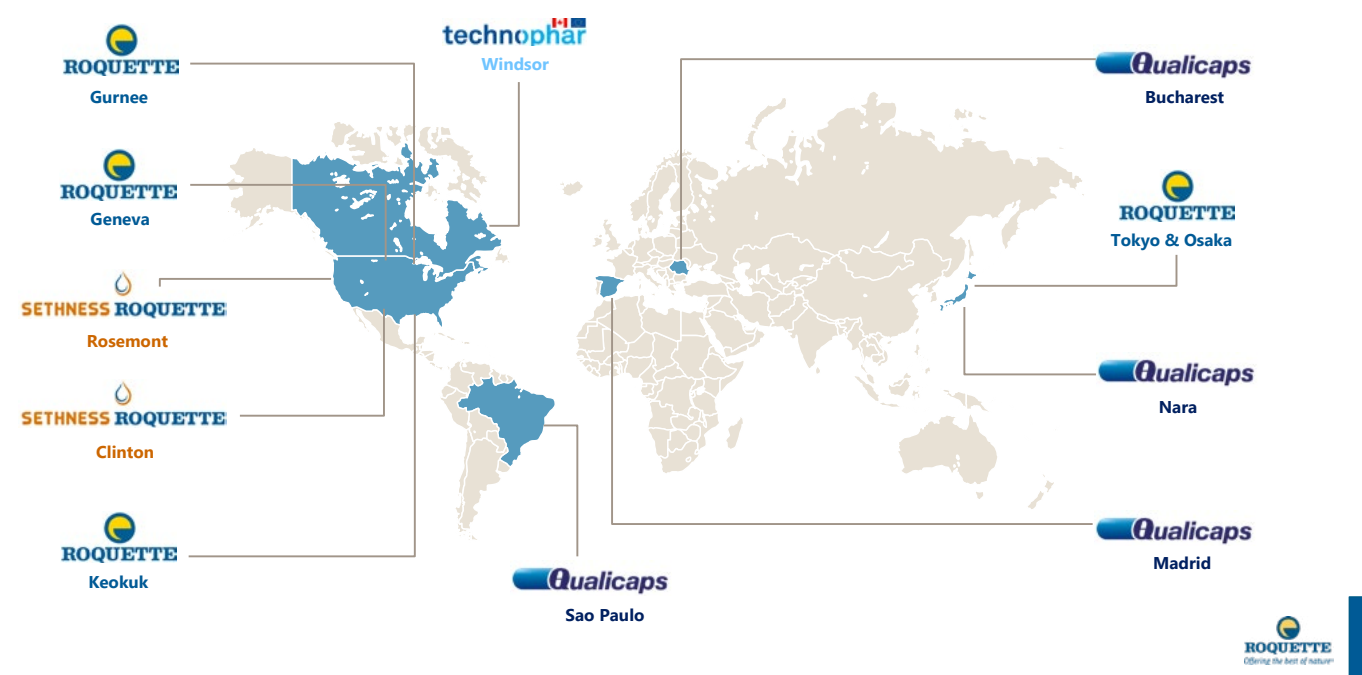 ROQUETTE
Gurnee
technophar
Windsor
Qualicaps
Bucharest
ROQUETTE
Geneva
ROQUETTE
Tokyo & Osaka
SETHNESS ROQUETTE
Rosemont
Qualicaps
Nara
SETHNESS ROQUETTE
Clinton
ROQUETTE
Keokuk
Qualicaps
Sao Paulo
Qualicaps
Madrid
ROQUETTE
Offering the best of nature™